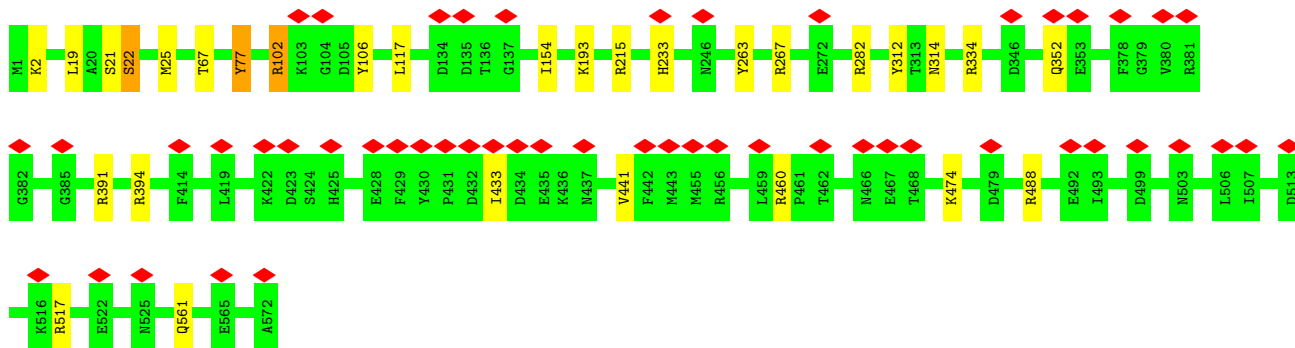 M1 K2 L19 A20 S21 S22 M25 T67 Y77 R102 K103 G104 D105 Y106 L117 D134 D135 T136 G137 I154 K193 R215 H233 N246 Y263 R267 E272 R282 Y312 T313 N314 R334 D346 Q352 E353 F378 G379 V380 R381
G382 G385 R391 R394 F414 L419 K422 D423 S424 H425 E428 F429 Y430 P431 D432 I433 D434 E435 K436 N437 V441 F442 M443 M455 R456 L459 R460 P461 T462 N466 E467 T468 K474 D479 R488 E492 I493 D499 N503 L506 I507 D513
K516 R517 E522 N525 Q561 E565 A572